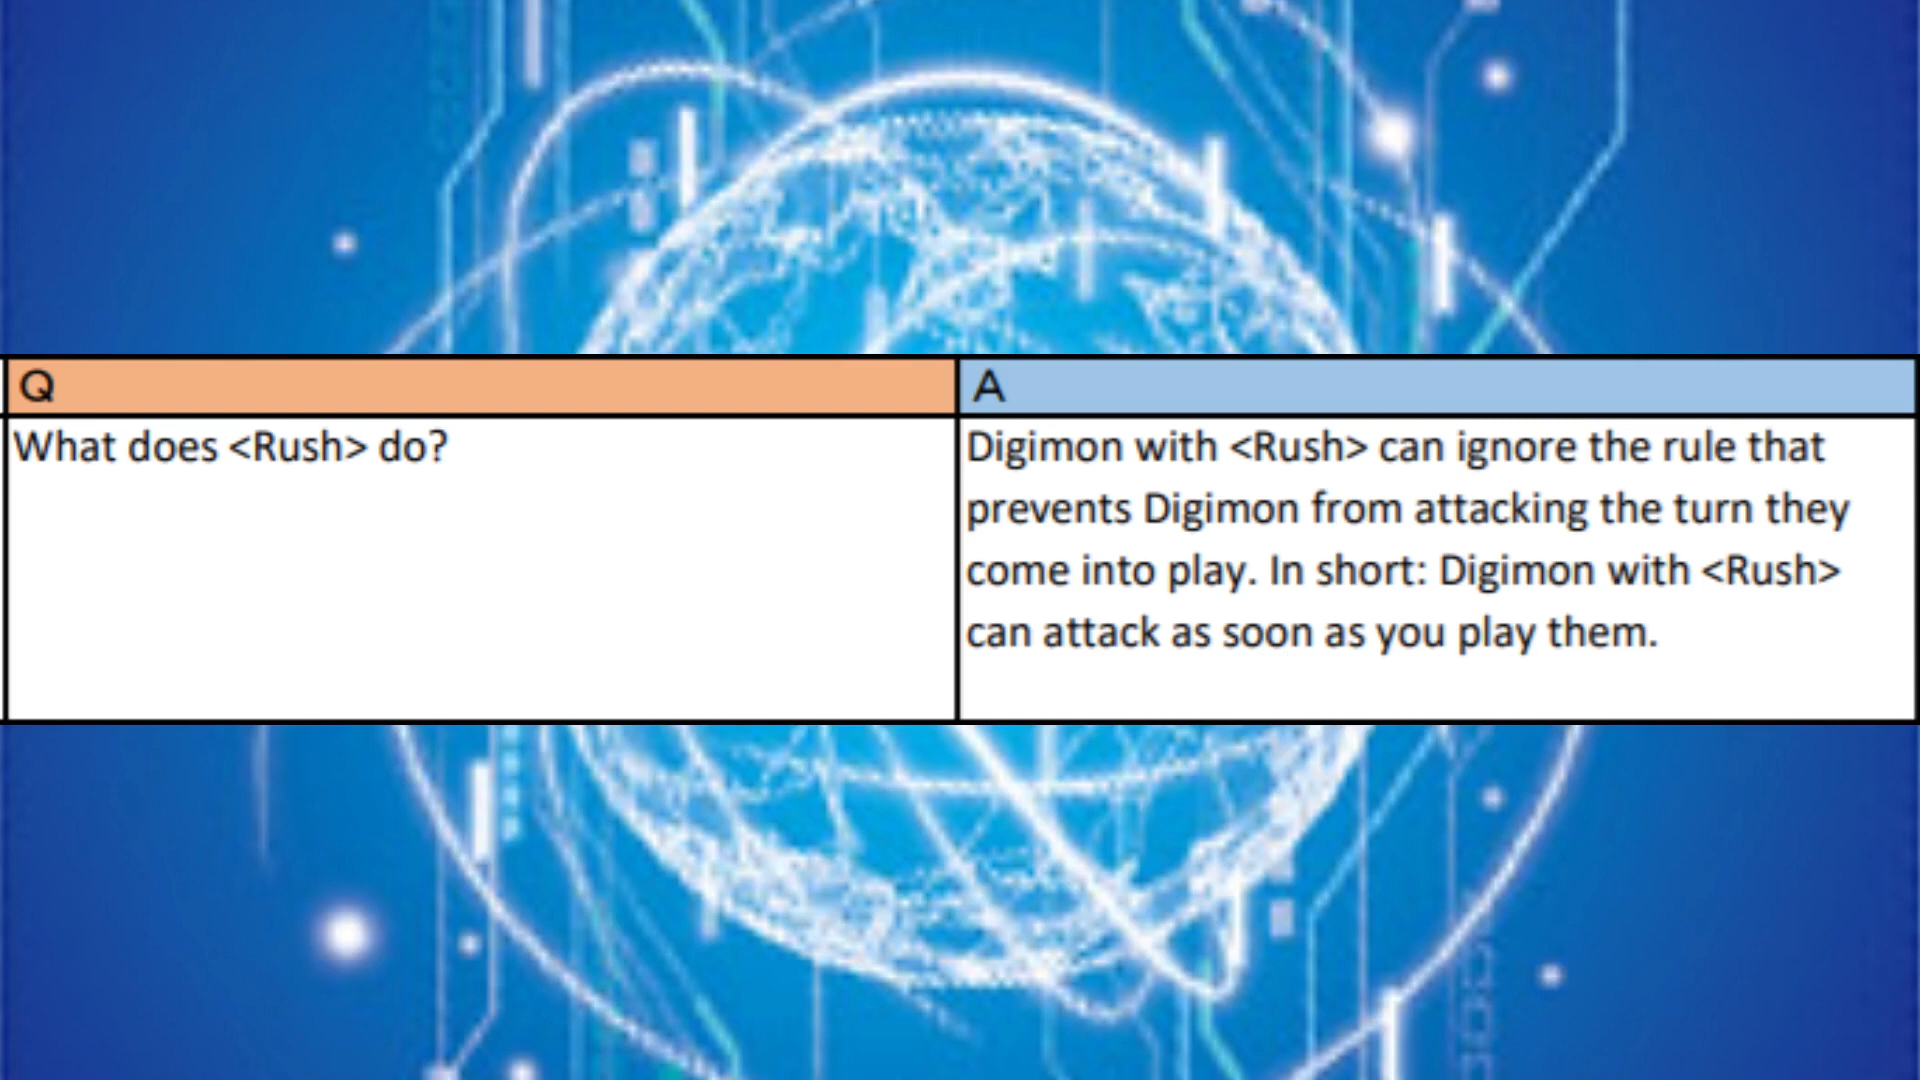 Q
A
What does <Rush> do?
Digimon with <Rush> can ignore the rule that
prevents Digimon from attacking the turn they
come into play. In short: Digimon with <Rush>
can attack as soon as you play them.